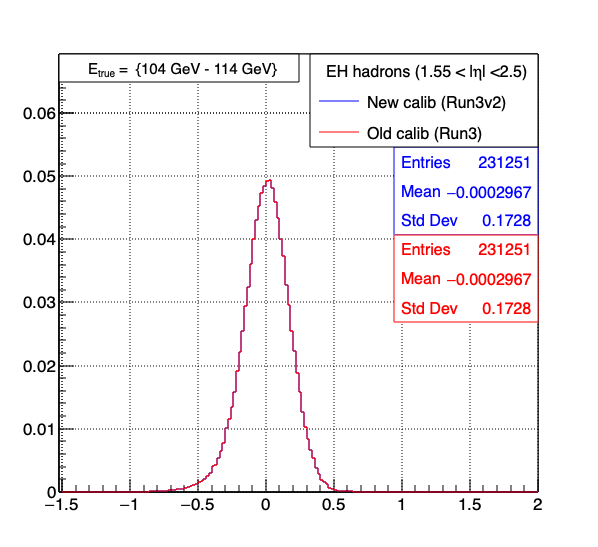 E_true = {104 GeV - 114 GeV}
EH hadrons (1.55 < |η| <2.5)
New calib (Run3v2)
Old calib (Run3)
Entries 231251
Mean −0.0002967
Std Dev 0.1728
Entries 231251
Mean −0.0002967
Std Dev 0.1728
0.06
0.05
0.04
0.03
0.02
0.01
0
−1.5 −1 −0.5 0 0.5 1 1.5 2